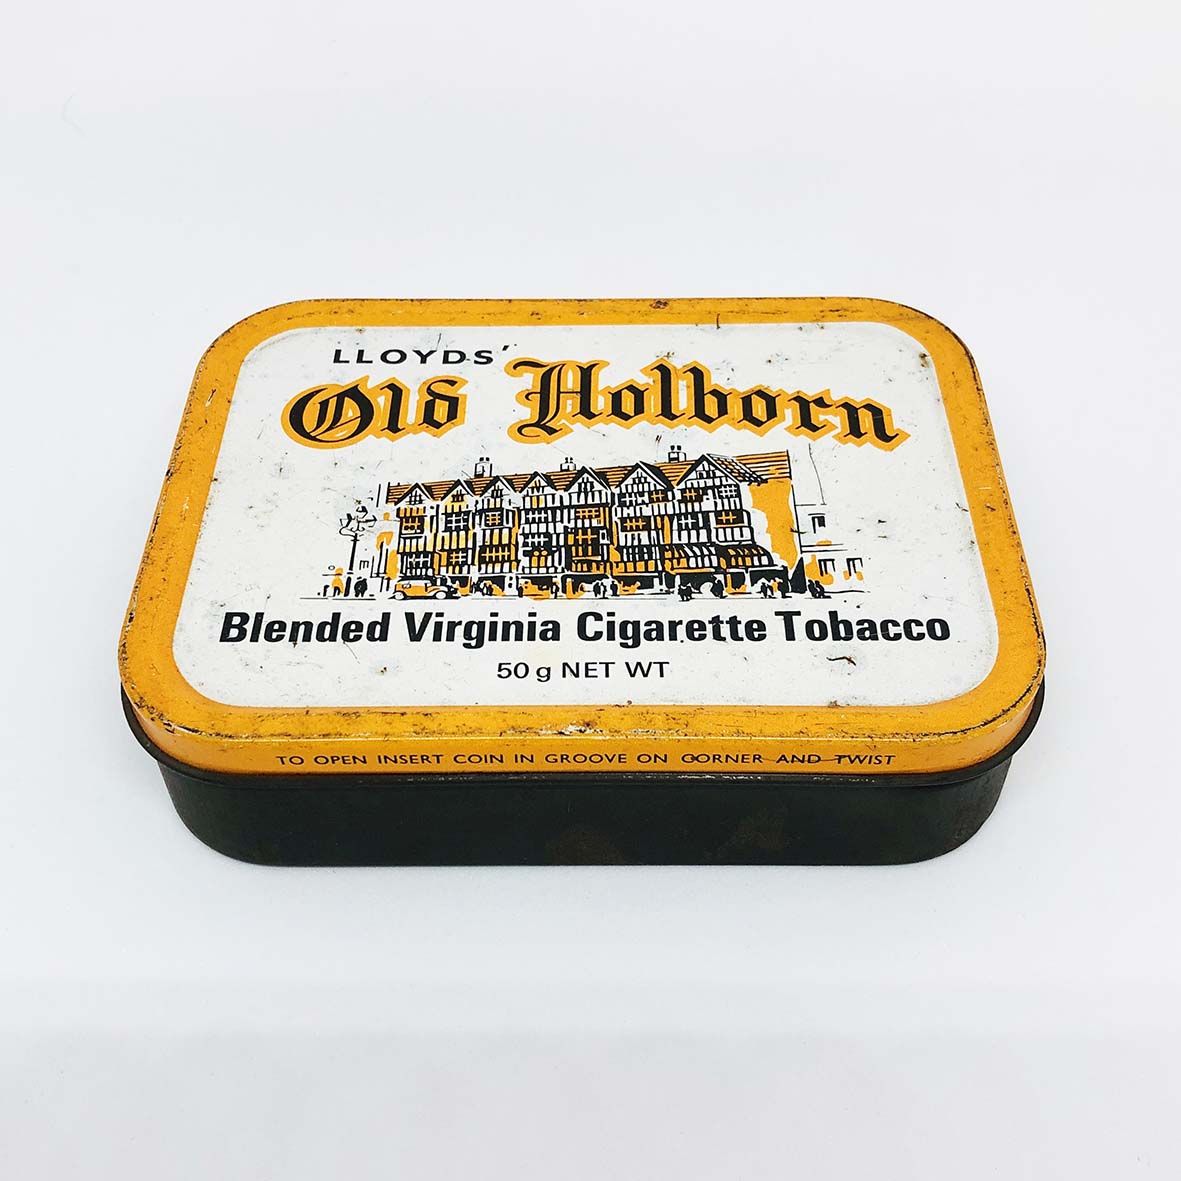 LLOYDS'
Old Holborn
Blended Virginia Cigarette Tobacco
50 g NET WT
TO OPEN INSERT COIN IN GROOVE ON CORNER AND TWIST